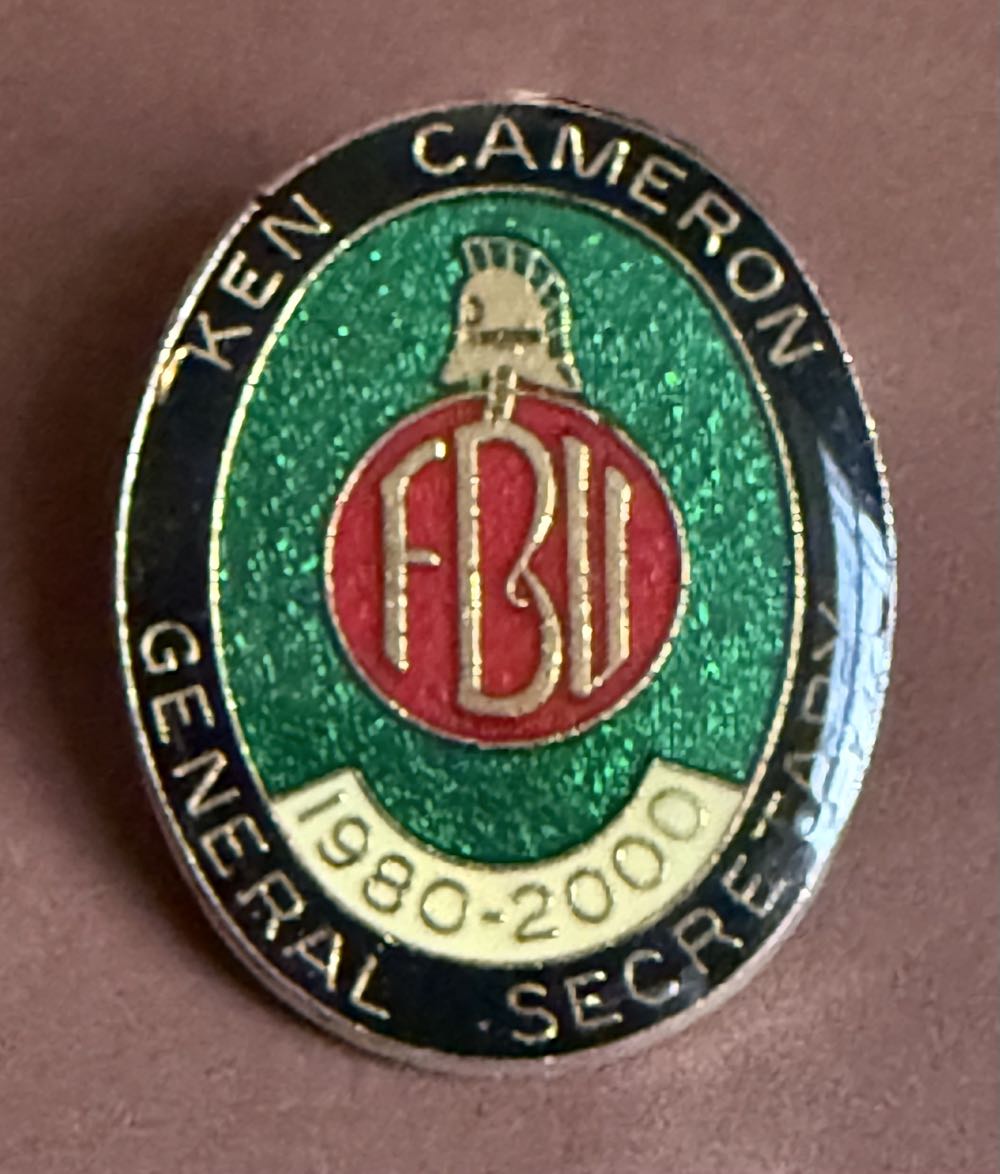 KEN CAMERON
FBU
1980-2000
GENERAL SECRETARY